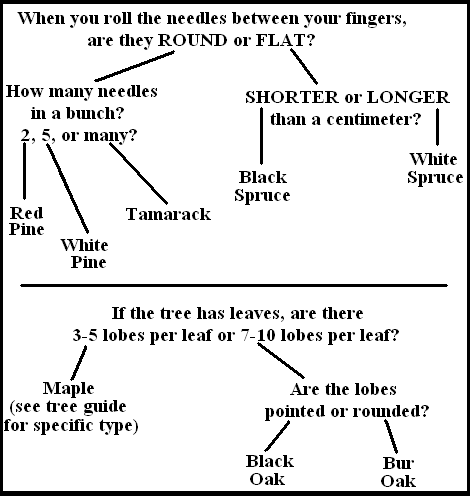 When you roll the needles between your fingers,
are they ROUND or FLAT?
How many needles
in a bunch?
2, 5, or many?
SHORTER or LONGER
than a centimeter?
Red
Pine
White
Pine
Tamarack
Black
Spruce
White
Spruce
If the tree has leaves, are there
3-5 lobes per leaf or 7-10 lobes per leaf?
Maple
(see tree guide
for specific type)
Are the lobes
pointed or rounded?
Black
Oak
Bur
Oak